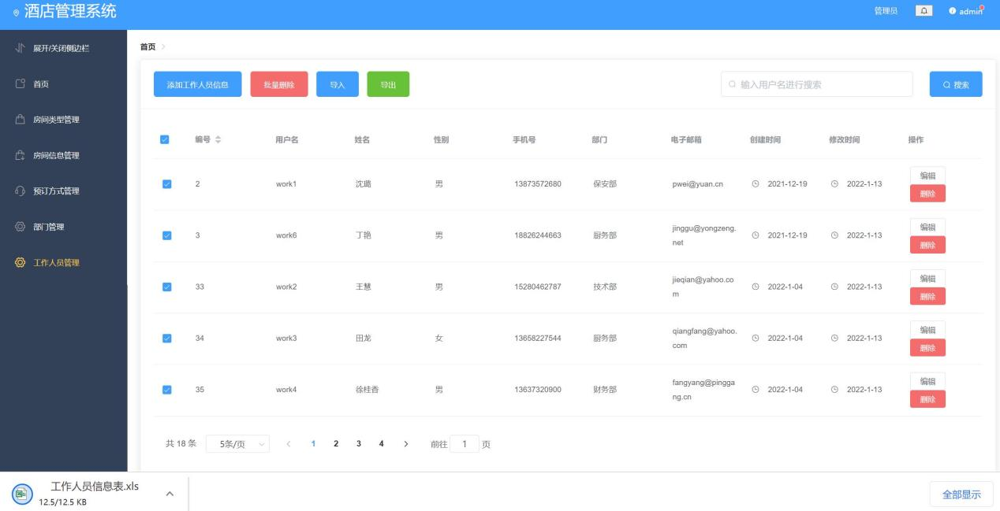 酒店管理系统
管理员
admin
展开/关闭侧边栏
首页
房间类型管理
房间信息管理
预订方式管理
部门管理
工作人员管理
首页
添加工作人员信息 批量删除 导入 导出 输入用户名进行搜索 搜索
编号 用户名 姓名 性别 手机号 部门 电子邮箱 创建时间 修改时间 操作
2 work1 沈璐 男 13873572680 保安部 pwei@yuan.cn 2021-12-19 2022-1-13 编辑
删除
3 work6 丁艳 男 18826244663 厨务部 jinggu@yongzeng. 2021-12-19 2022-1-13 编辑
net 删除
33 work2 王慧 男 15280462787 技术部 jieqian@yahoo.co 2022-1-04 2022-1-13 编辑
m 删除
34 work3 田龙 女 13658227544 厨务部 qiangfang@yahoo. 2022-1-04 2022-1-13 编辑
com 删除
35 work4 徐桂香 男 13637320900 财务部 fangyang@pingga 2022-1-04 2022-1-13 编辑
ng.cn 删除
共 18 条 5条/页 1 2 3 4 前往 1 页
工作人员信息表.xls
12.5/12.5 KB
全部显示